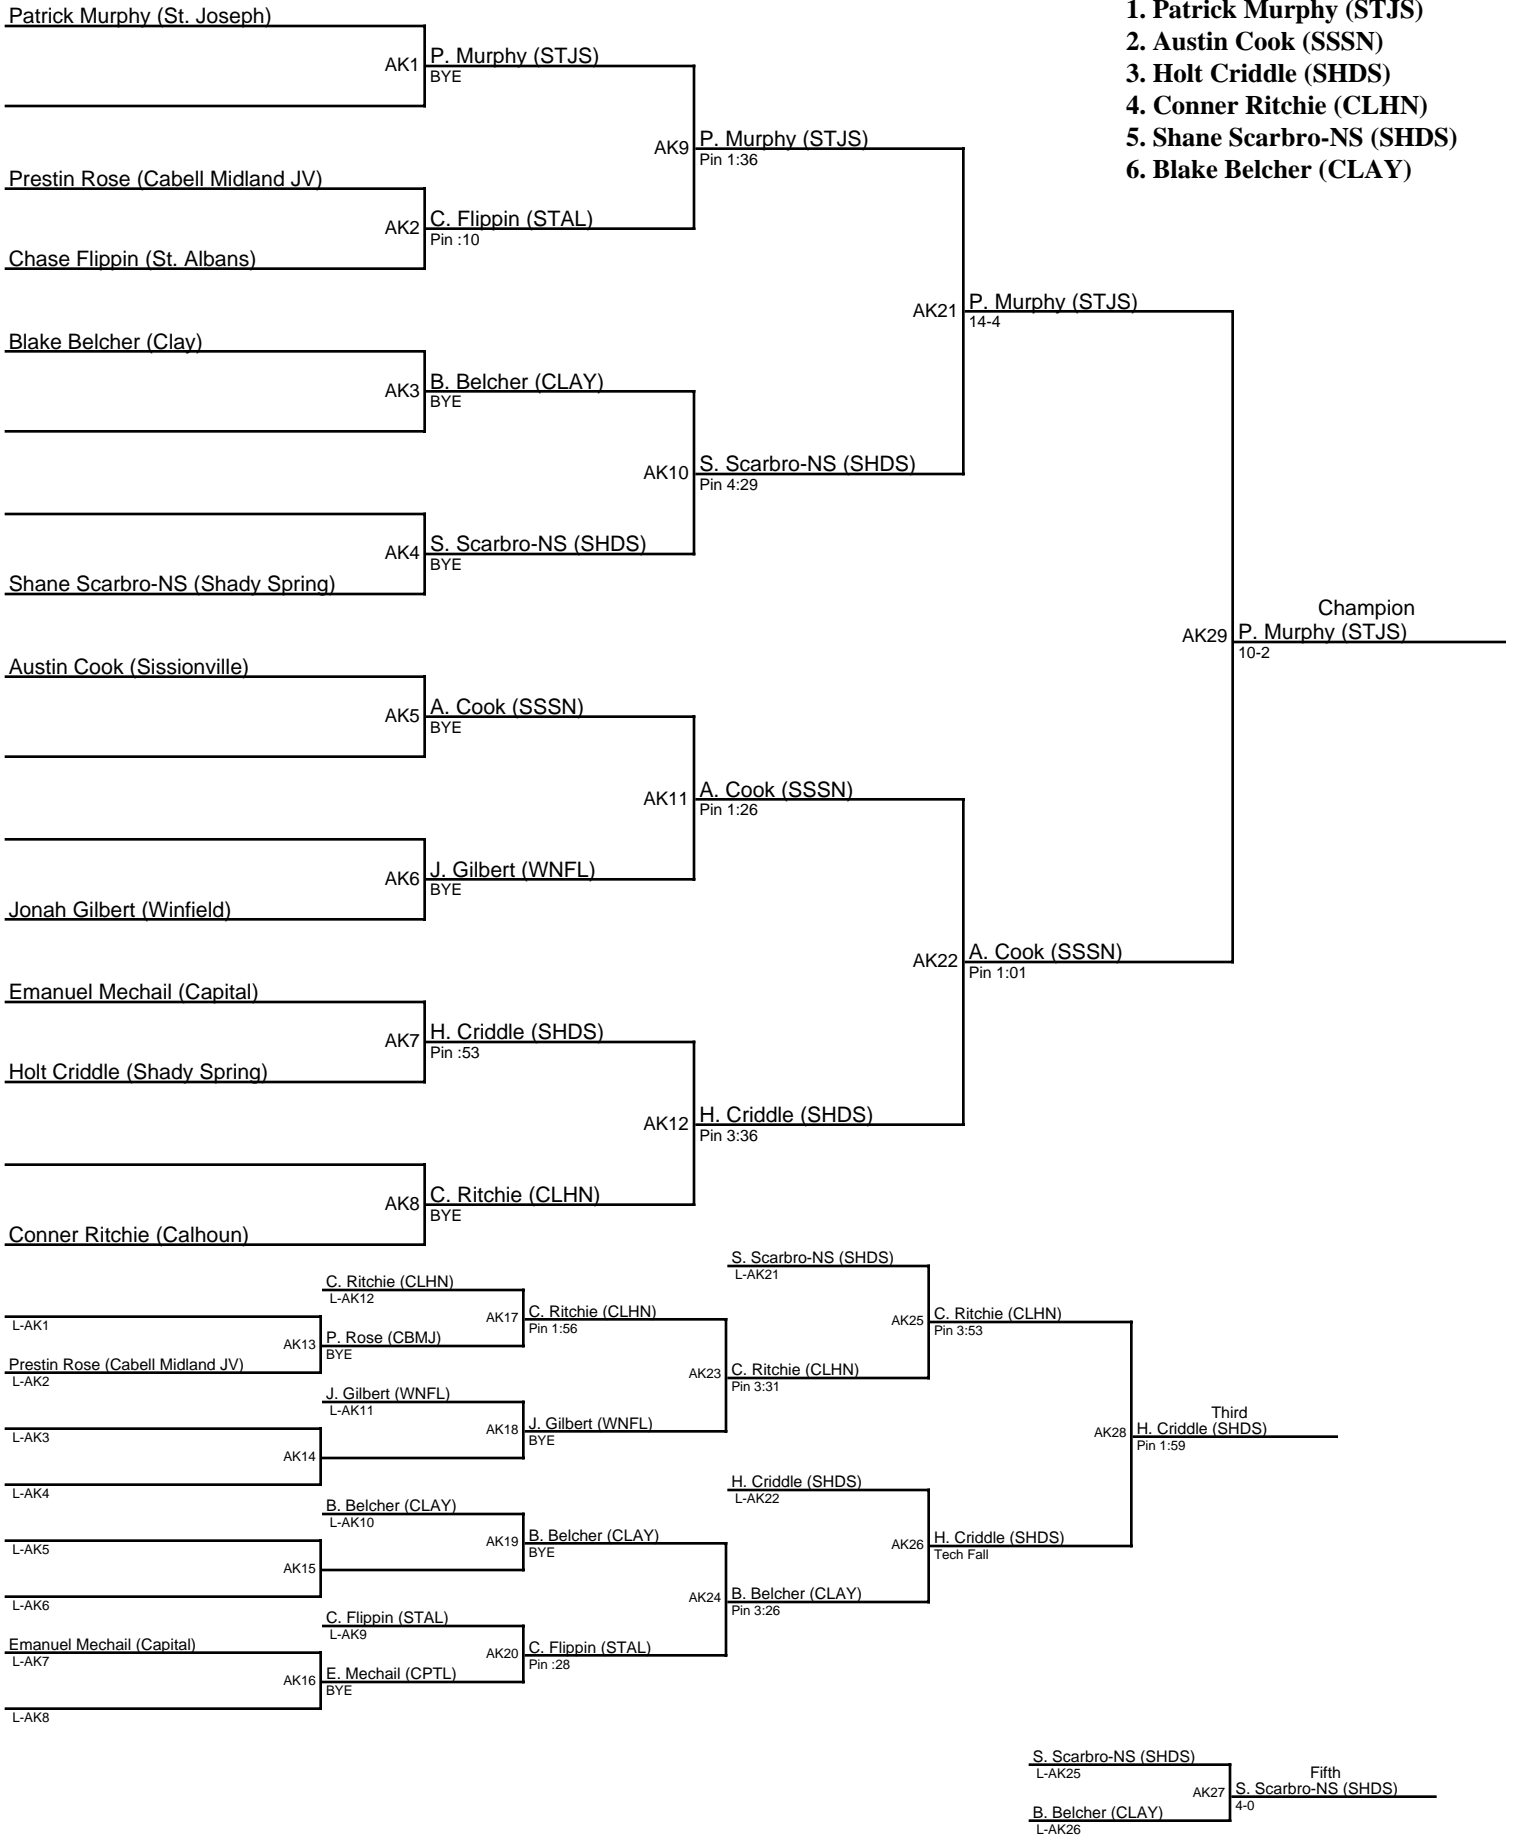 Patrick Murphy (St. Joseph)
AK1
P. Murphy (STJS)
BYE
AK9
P. Murphy (STJS)
Pin 1:36
Prestin Rose (Cabell Midland JV)
AK2
C. Flippin (STAL)
Pin :10
Chase Flippin (St. Albans)
AK21
P. Murphy (STJS)
14-4
Blake Belcher (Clay)
AK3
B. Belcher (CLAY)
BYE
AK10
S. Scarbro-NS (SHDS)
Pin 4:29
AK4
S. Scarbro-NS (SHDS)
BYE
Shane Scarbro-NS (Shady Spring)
Champion
AK29
P. Murphy (STJS)
10-2
Austin Cook (Sissionville)
AK5
A. Cook (SSSN)
BYE
AK11
A. Cook (SSSN)
Pin 1:26
AK6
J. Gilbert (WNFL)
BYE
Jonah Gilbert (Winfield)
AK22
A. Cook (SSSN)
Pin 1:01
Emanuel Mechail (Capital)
AK7
H. Criddle (SHDS)
Pin :53
Holt Criddle (Shady Spring)
AK12
H. Criddle (SHDS)
Pin 3:36
AK8
C. Ritchie (CLHN)
BYE
Conner Ritchie (Calhoun)
1. Patrick Murphy (STJS)
2. Austin Cook (SSSN)
3. Holt Criddle (SHDS)
4. Conner Ritchie (CLHN)
5. Shane Scarbro-NS (SHDS)
6. Blake Belcher (CLAY)
S. Scarbro-NS (SHDS)
L-AK21
C. Ritchie (CLHN)
L-AK12
AK17
C. Ritchie (CLHN)
Pin 1:56
AK25
C. Ritchie (CLHN)
Pin 3:53
L-AK1
AK13
P. Rose (CBMJ)
BYE
Prestin Rose (Cabell Midland JV)
L-AK2
AK23
C. Ritchie (CLHN)
Pin 3:31
J. Gilbert (WNFL)
L-AK11
AK18
J. Gilbert (WNFL)
BYE
L-AK3
AK14
L-AK4
Third
AK28
H. Criddle (SHDS)
Pin 1:59
H. Criddle (SHDS)
L-AK22
B. Belcher (CLAY)
L-AK10
AK19
B. Belcher (CLAY)
BYE
AK26
H. Criddle (SHDS)
Tech Fall
L-AK5
AK15
L-AK6
AK24
B. Belcher (CLAY)
Pin 3:26
C. Flippin (STAL)
L-AK9
AK20
C. Flippin (STAL)
Pin :28
Emanuel Mechail (Capital)
L-AK7
AK16
E. Mechail (CPTL)
BYE
L-AK8
S. Scarbro-NS (SHDS)
L-AK25
Fifth
AK27
S. Scarbro-NS (SHDS)
4-0
B. Belcher (CLAY)
L-AK26